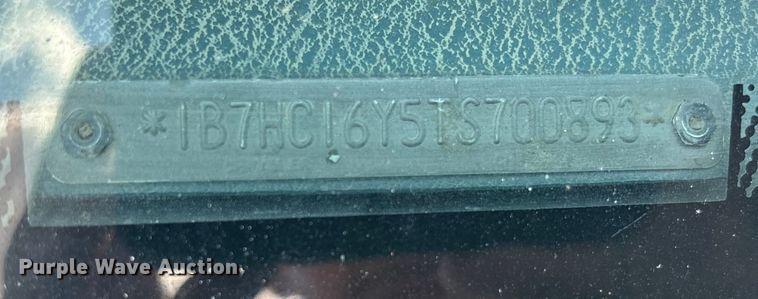 *1B7HC16Y5TS700893*
Purple Wave Auction